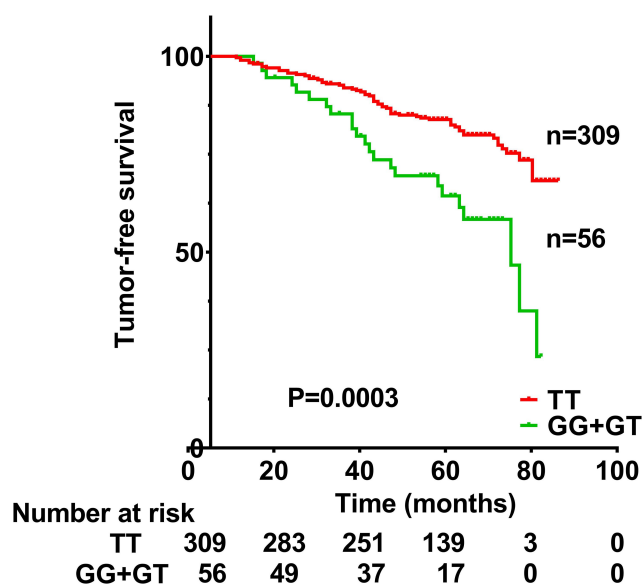 Tumor-free survival
100
50
0
n=309
n=56
P=0.0003
TT
GG+GT
0 20 40 60 80 100
Time (months)
Number at risk
TT 309 283 251 139 3 0
GG+GT 56 49 37 17 0 0